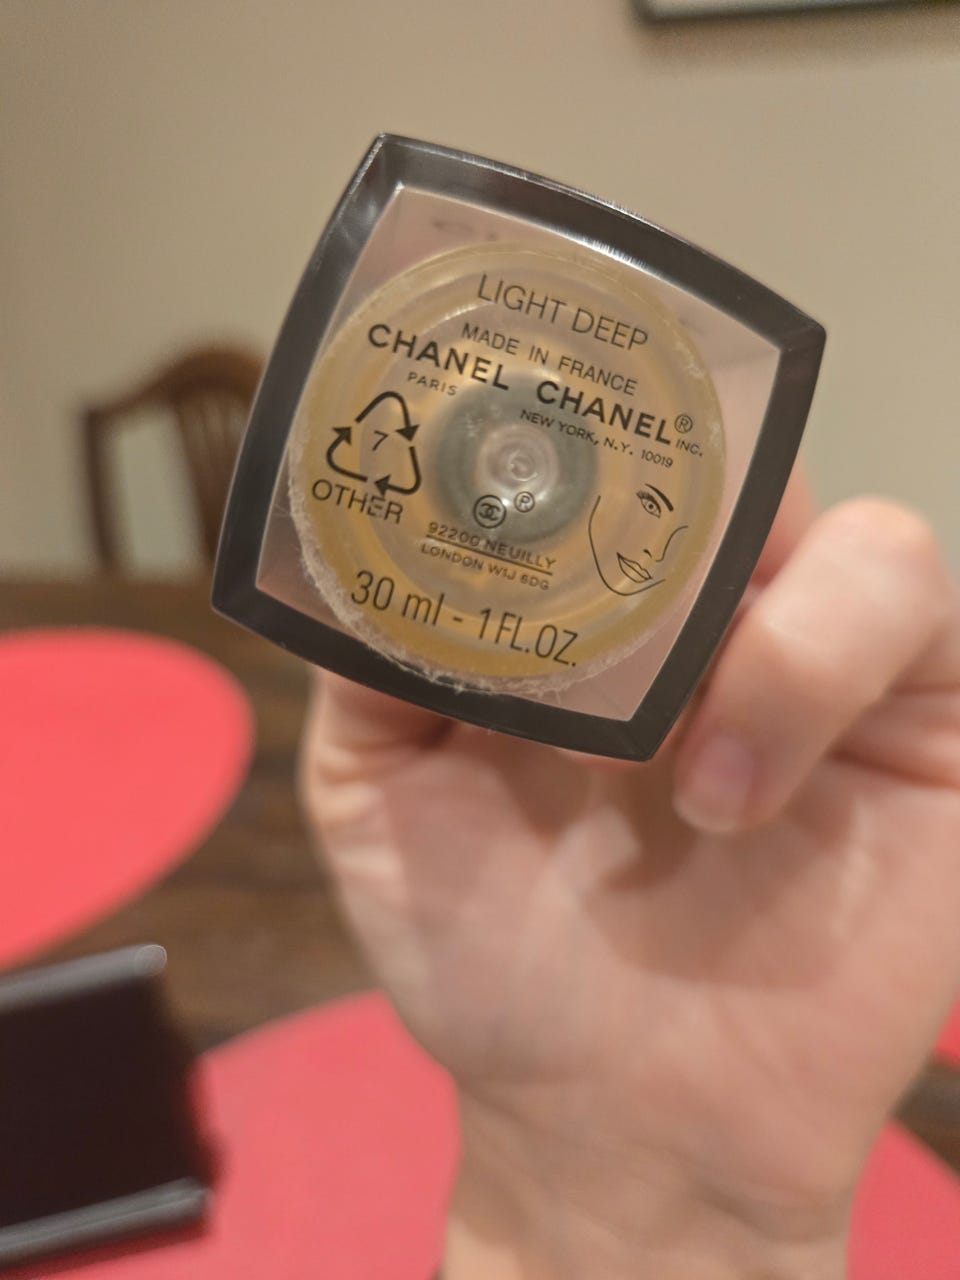 LIGHT DEEP
MADE IN FRANCE
CHANEL CHANEL®
PARIS
INC.
NEW YORK, N.Y. 10019
7
OTHER
®
92200 NEUILLY
LONDON W1J 6DG
30 ml - 1 FL.OZ.